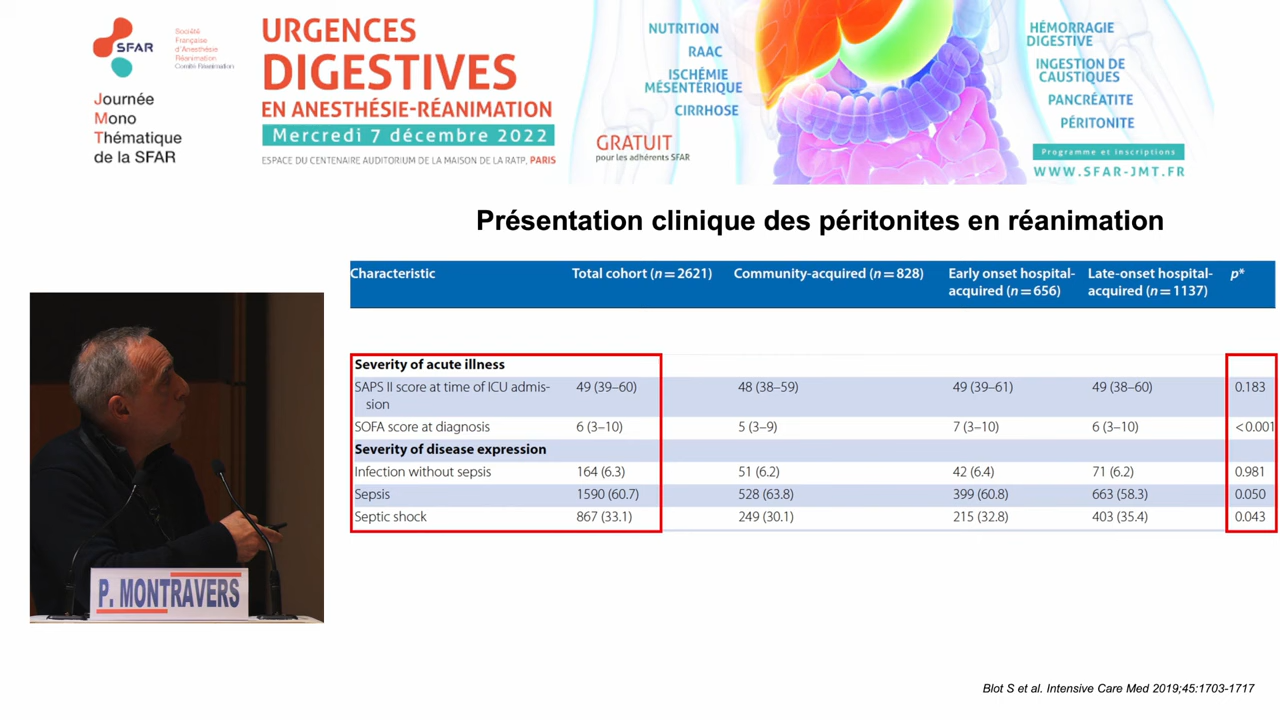 SFAR
Société
Française
d'Anesthésie
Réanimation
Comité Réanimation
Journée
Mono
Thématique
de la SFAR
URGENCES
DIGESTIVES
EN ANESTHÉSIE-RÉANIMATION
Mercredi 7 décembre 2022
ESPACE DU CENTENAIRE AUDITORIUM DE LA MAISON DE LA RATP, PARIS
NUTRITION
RAAC
ISCHÉMIE
MÉSENTÉRIQUE
CIRRHOSE
GRATUIT
pour les adhérents SFAR
HÉMORRAGIE
DIGESTIVE
INGESTION DE
CAUSTIQUES
PANCRÉATITE
PÉRITONITE
Programme et inscriptions
WWW.SFAR-JMT.FR
Présentation clinique des péritonites en réanimation
Characteristic Total cohort (n = 2621) Community-acquired (n = 828) Early onset hospital-acquired (n = 656) Late-onset hospital-acquired (n = 1137) p*
Severity of acute illness
SAPS II score at time of ICU admis-
sion 49 (39–60) 48 (38–59) 49 (39–61) 49 (38–60) 0.183
SOFA score at diagnosis 6 (3–10) 5 (3–9) 7 (3–10) 6 (3–10) <0.001
Severity of disease expression
Infection without sepsis 164 (6.3) 51 (6.2) 42 (6.4) 71 (6.2) 0.981
Sepsis 1590 (60.7) 528 (63.8) 399 (60.8) 663 (58.3) 0.050
Septic shock 867 (33.1) 249 (30.1) 215 (32.8) 403 (35.4) 0.043
P. MONTRAVERS
Blot S et al. Intensive Care Med 2019;45:1703-1717